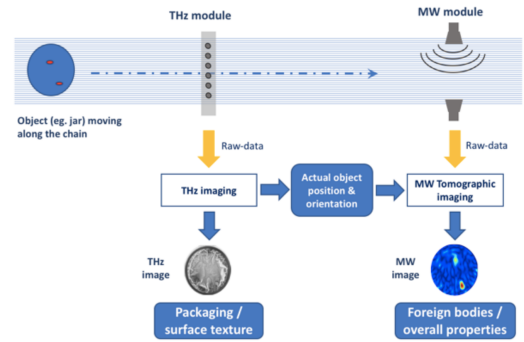 THz module
MW module
Object (eg. jar) moving
along the chain
Raw-data
Raw-data
THz imaging
Actual object
position &
orientation
MW Tomographic
imaging
THz
image
MW
image
Packaging /
surface texture
Foreign bodies /
overall properties